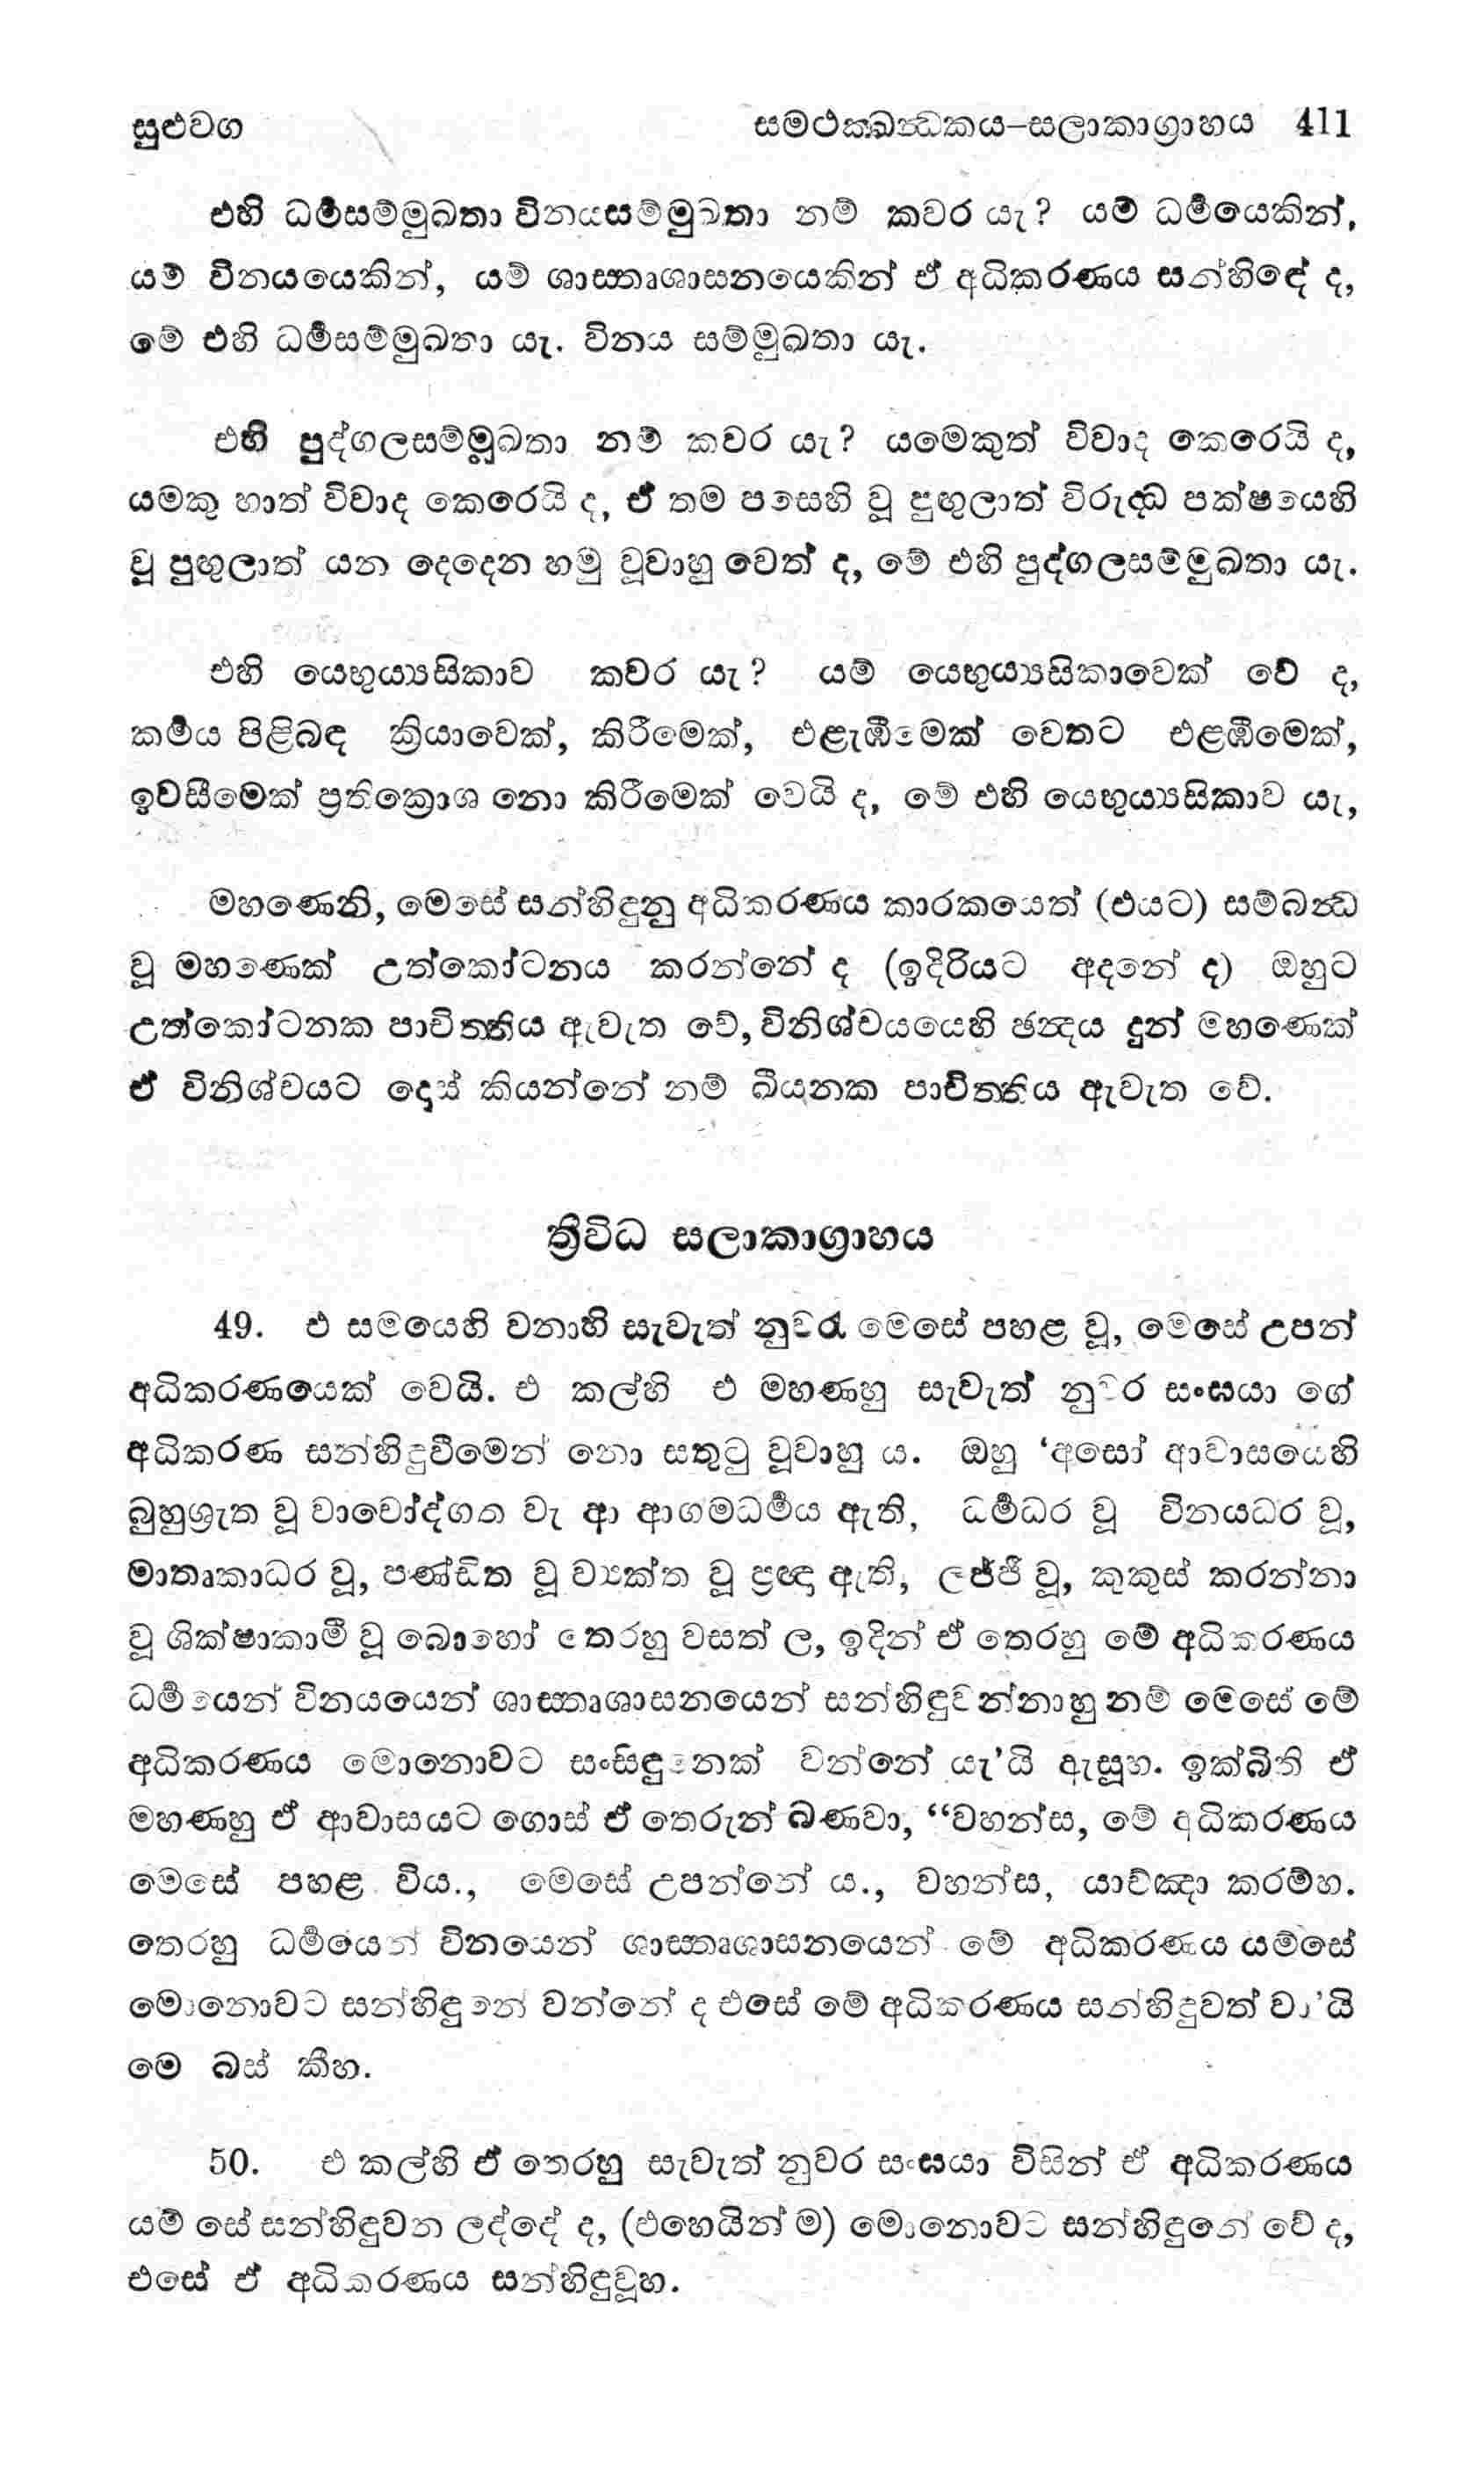 සුළුවග සමථක්ඛන්ධකය–සලාකාග්‍රාහය 411
එහි ධර්‍මසම්මුඛතා විනයසම්මුඛතා නම් කවර යැ? යම් ධර්‍මයෙකින්,
යම් විනයයෙකින්, යම් ශාස්තෘශාසනයෙකින් ඒ අධිකරණය සන්හිඳේ ද,
මේ එහි ධර්‍මසම්මුඛතා යැ. විනය සම්මුඛතා යැ.
එහි පුද්ගලසම්මුඛතා නම් කවර යැ? යමෙකුත් විවාද කෙරෙයි ද,
යමකු හාත් විවාද කෙරෙයි ද, ඒ තම පසෙහි වූ පුඟුලාත් විරුද්ධ පක්ෂයෙහි
වූ පුඟුලාත් යන දෙදෙන හමු වූවාහු වෙත් ද, මේ එහි පුද්ගලසම්මුඛතා යැ.
එහි යෙභුය්‍යසිකාව කවර යැ? යම් යෙභුය්‍යසිකාවෙක් වේ ද,
කර්‍මය පිළිබඳ ක්‍රියාවෙක්, කිරීමෙක්, එළැඹීමෙක් වෙතට එළඹීමෙක්,
ඉවසීමෙක් ප්‍රතික්‍රොශ නො කිරීමෙක් වෙයි ද, මේ එහි යෙභුය්‍යසිකාව යැ,
මහණෙනි, මෙසේ සන්හිඳුනු අධිකරණය කාරකයෙත් (එයට) සම්බන්ධ
වූ මහණෙක් උත්කෝටනය කරන්නේ ද (ඉදිරියට අදනේ ද) ඔහුට
උත්කෝටනක පාචිත්තිය ඇවැත වේ, විනිශ්චයයෙහි ඡන්දය දුන් මහණෙක්
ඒ විනිශ්චයට දොස් කියන්නේ නම් ඛීයනක පාචිත්තිය ඇවැත වේ.
ත්‍රිවිධ සලාකාග්‍රාහය
49. එ සමයෙහි වනාහි සැවැත් නුවරැ මෙසේ පහළ වූ, මෙසේ උපන්
අධිකරණයෙක් වෙයි. එ කල්හි එ මහණහු සැවැත් නුවර සංඝයා ගේ
අධිකරණ සන්හිඳුවීමෙන් නො සතුටු වූවාහු ය. ඔහු ‘අසෝ ආවාසයෙහි
බුහුශ්‍රැත වූ වාචෝද්ගත වැ ආ ආගමධර්‍මය ඇති, ධර්‍මධර වූ විනයධර වූ,
මාතෘකාධර වූ, පණ්ඩිත වූ ව්‍යක්ත වූ ප්‍රඥා ඇති, ලජ්ජී වූ, කුකුස් කරන්නා
වූ ශික්ෂාකාමී වූ බොහෝ තෙරහු වසත් ල, ඉදින් ඒ තෙරහු මේ අධිකරණය
ධර්‍මයෙන් විනයයෙන් ශාස්තෘශාසනයෙන් සන්හිඳුවන්නාහු නම් මෙසේ මේ
අධිකරණය මොනොවට සංසිඳුනෙක් වන්නේ යැ’යි ඇසූහ. ඉක්බිති ඒ
මහණහු ඒ ආවාසයට ගොස් ඒ තෙරුන් බණවා, “වහන්ස, මේ අධිකරණය
මෙසේ පහළ විය., මෙසේ උපන්නේ ය., වහන්ස, යාච්ඤා කරම්හ.
තෙරහු ධර්‍මයෙන් විනයෙන් ශාස්තෘශාසනයෙන් මේ අධිකරණය යම්සේ
මොනොවට සන්හිඳුනේ වන්නේ ද එසේ මේ අධිකරණය සන්හිඳුවත් වා’යි
මෙ බස් කීහ.
50. එ කල්හි ඒ තෙරහු සැවැත් නුවර සංඝයා විසින් ඒ අධිකරණය
යම් සේ සන්හිඳුවන ලද්දේ ද, (එහෙයින් ම) මොනොවට සන්හිඳුනේ වේ ද,
එසේ ඒ අධිකරණය සන්හිඳුවූහ.